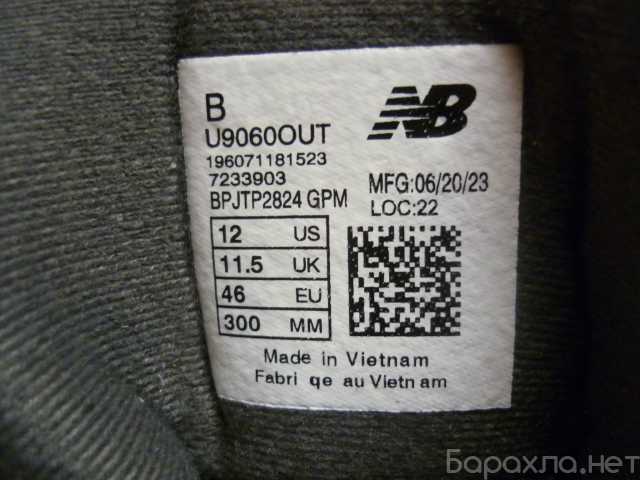 B
NB
U9060OUT
196071181523
7233903
MFG:06/20/23
BPJTP2824 GPM
LOC:22
12 US
11.5 UK
46 EU
300 MM
Made in Vietnam
Fabri qe au Vietn am
Барахла.нет